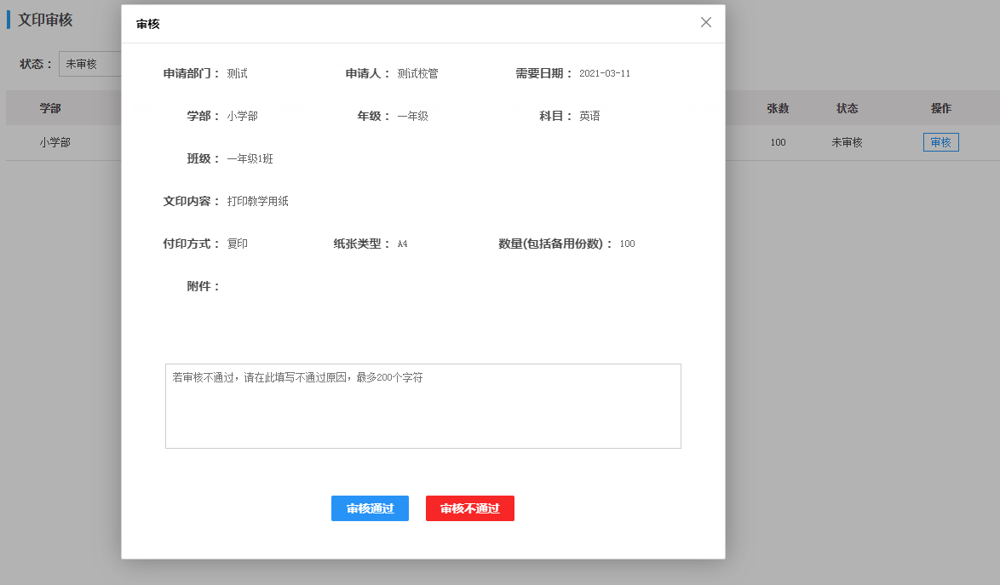 文印审核
状态： 未审核
学部 张数 状态 操作
小学部 100 未审核 审核
审核
申请部门： 测试 申请人： 测试校管 需要日期： 2021-03-11
学部： 小学部 年级： 一年级 科目： 英语
班级： 一年级1班
文印内容： 打印教学用纸
付印方式： 复印 纸张类型： A4 数量(包括备用份数)： 100
附件：
若审核不通过，请在此填写不通过原因，最多200个字符
审核通过 审核不通过